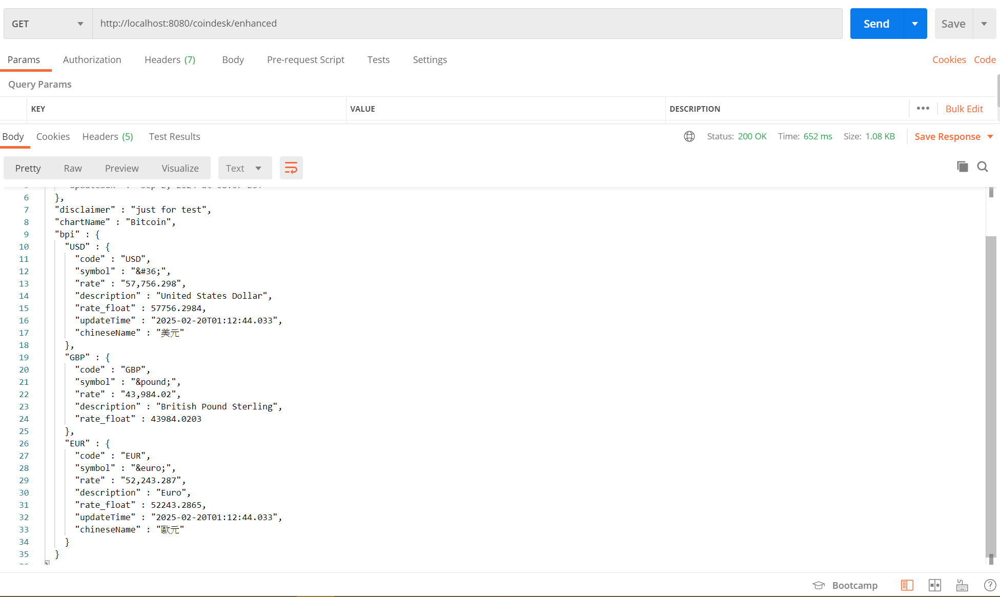 GET http://localhost:8080/coindesk/enhanced Send Save
Params Authorization Headers (7) Body Pre-request Script Tests Settings Cookies Code
Query Params
KEY VALUE DESCRIPTION ••• Bulk Edit
Body Cookies Headers (5) Test Results Status: 200 OK Time: 652 ms Size: 1.08 KB Save Response
Pretty Raw Preview Visualize Text
6 },
7 "disclaimer" : "just for test",
8 "chartName" : "Bitcoin",
9 "bpi" : {
10 "USD" : {
11 "code" : "USD",
12 "symbol" : "&#36;",
13 "rate" : "57,756.298",
14 "description" : "United States Dollar",
15 "rate_float" : 57756.2984,
16 "updateTime" : "2025-02-20T01:12:44.033",
17 "chineseName" : "美元"
18 },
19 "GBP" : {
20 "code" : "GBP",
21 "symbol" : "&pound;",
22 "rate" : "43,984.02",
23 "description" : "British Pound Sterling",
24 "rate_float" : 43984.0203
25 },
26 "EUR" : {
27 "code" : "EUR",
28 "symbol" : "&euro;",
29 "rate" : "52,243.287",
30 "description" : "Euro",
31 "rate_float" : 52243.2865,
32 "updateTime" : "2025-02-20T01:12:44.033",
33 "chineseName" : "歐元"
34 }
35 }
Bootcamp